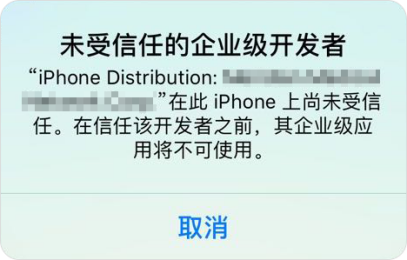 未受信任的企业级开发者
“iPhone Distribution:
”在此 iPhone 上尚未受信
任。在信任该开发者之前，其企业级应
用将不可使用。
取消